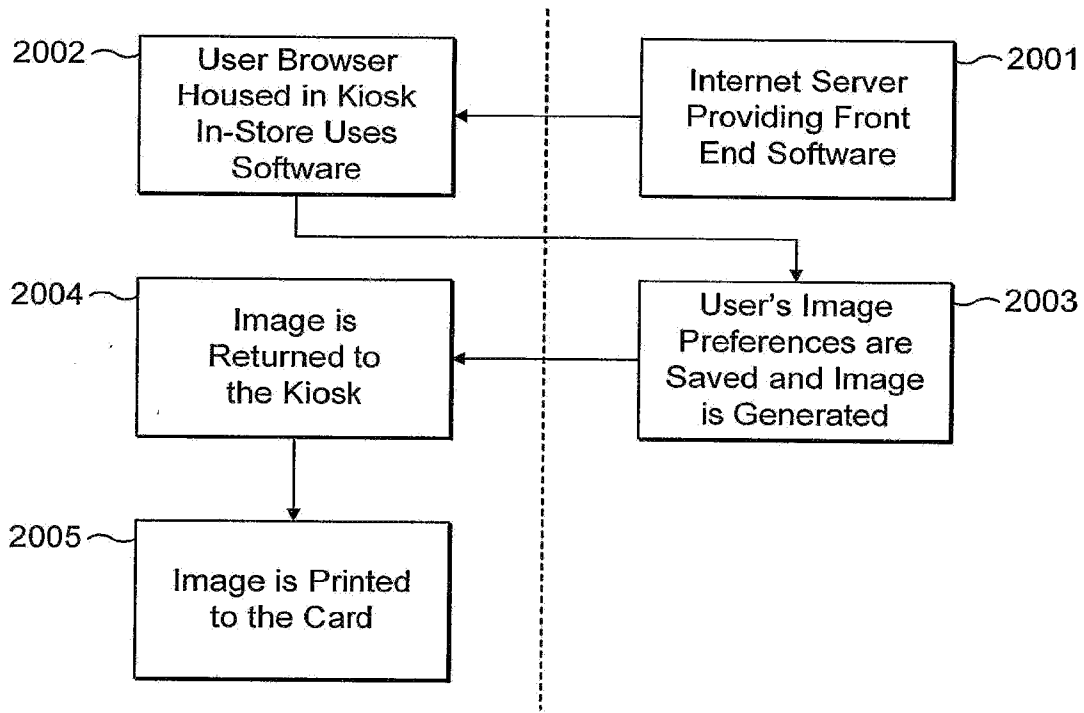 2002
User Browser
Housed in Kiosk
In-Store Uses
Software
2001
Internet Server
Providing Front
End Software
2004
Image is
Returned to
the Kiosk
2003
User's Image
Preferences are
Saved and Image
is Generated
2005
Image is Printed
to the Card